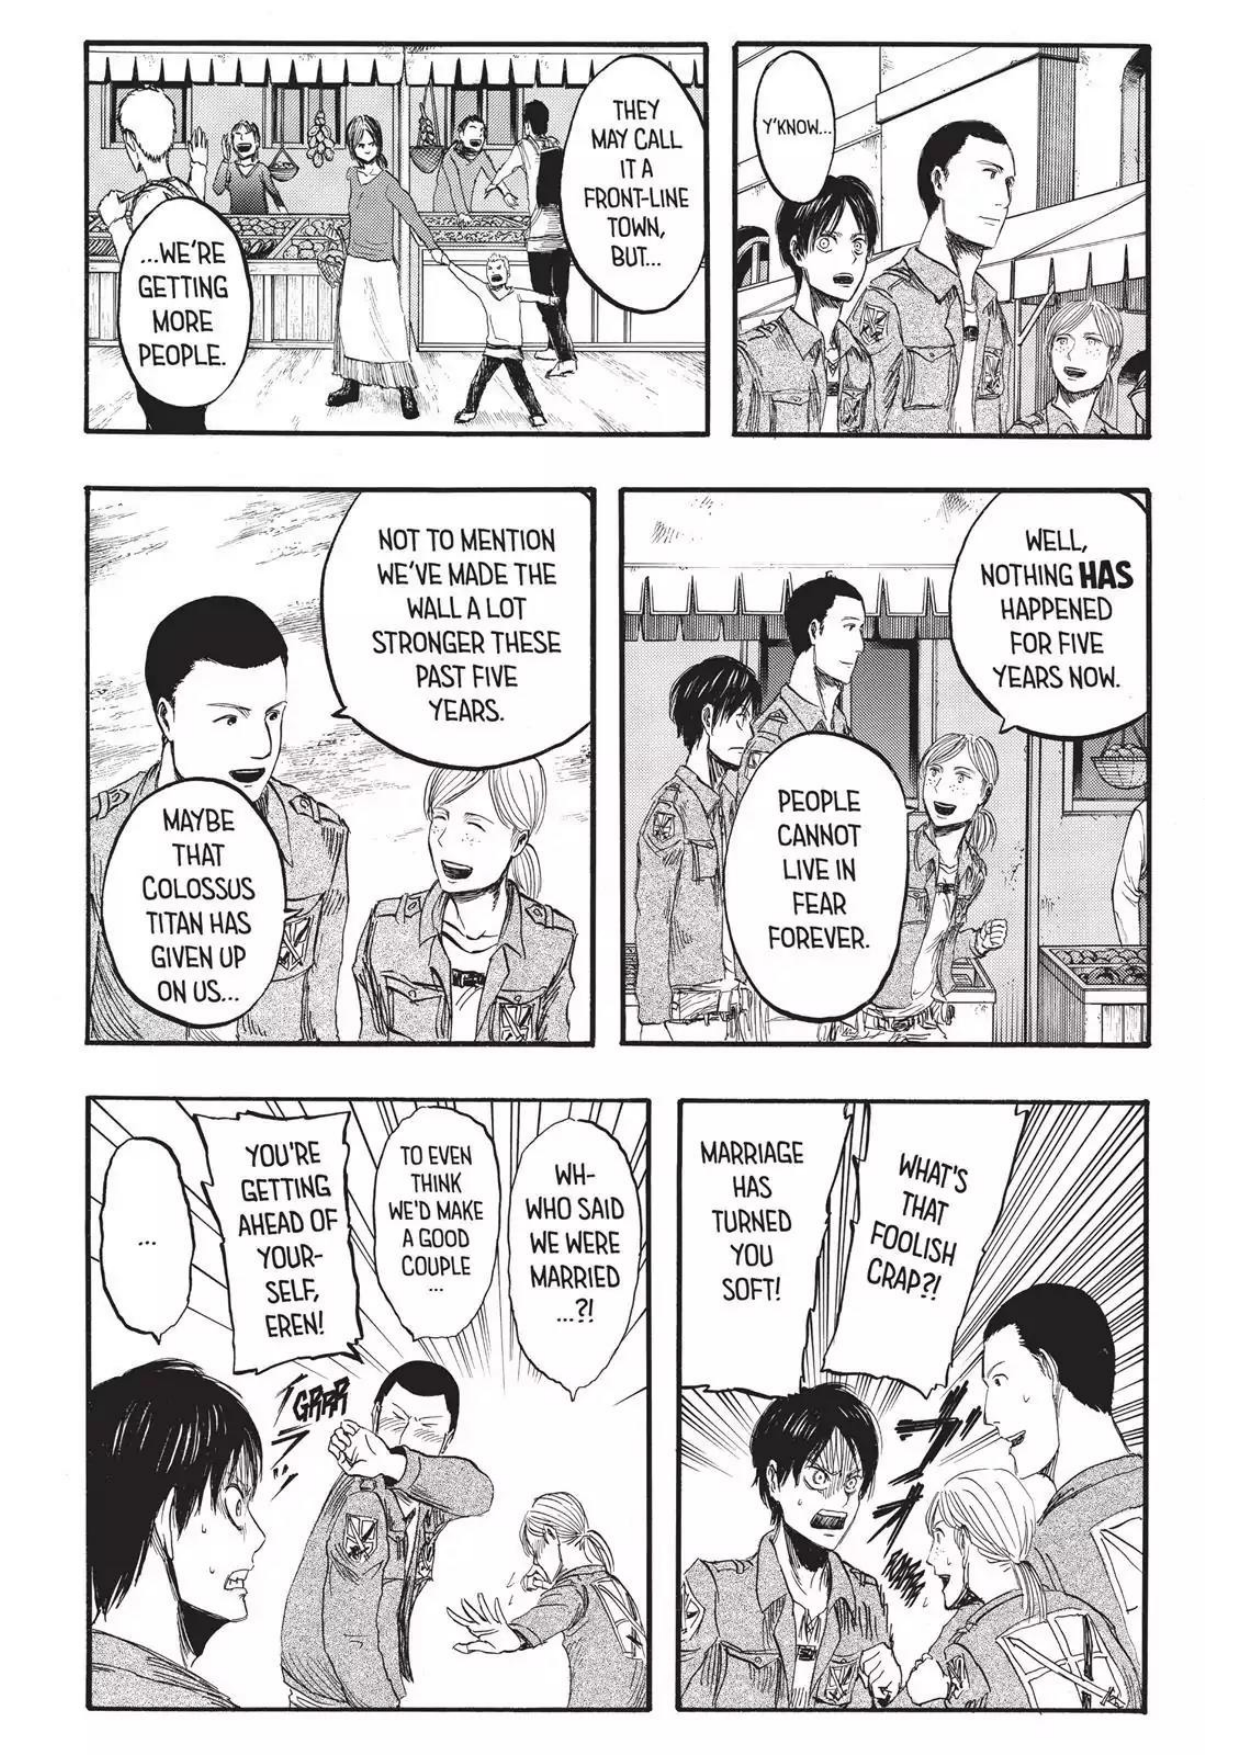 Y'KNOW...
THEY
MAY CALL
IT A
FRONT-LINE
TOWN,
BUT...
...WE'RE
GETTING
MORE
PEOPLE.
WELL,
NOTHING HAS
HAPPENED
FOR FIVE
YEARS NOW.
PEOPLE
CANNOT
LIVE IN
FEAR
FOREVER.
NOT TO MENTION
WE'VE MADE THE
WALL A LOT
STRONGER THESE
PAST FIVE
YEARS.
MAYBE
THAT
COLOSSUS
TITAN HAS
GIVEN UP
ON US...
WHAT'S
THAT
FOOLISH
CRAP?!
MARRIAGE
HAS
TURNED
YOU
SOFT!
WH-
WHO SAID
WE WERE
MARRIED
...?!
TO EVEN
THINK
WE'D MAKE
A GOOD
COUPLE
...
YOU'RE
GETTING
AHEAD OF
YOUR-
SELF,
EREN!
GRRR
...